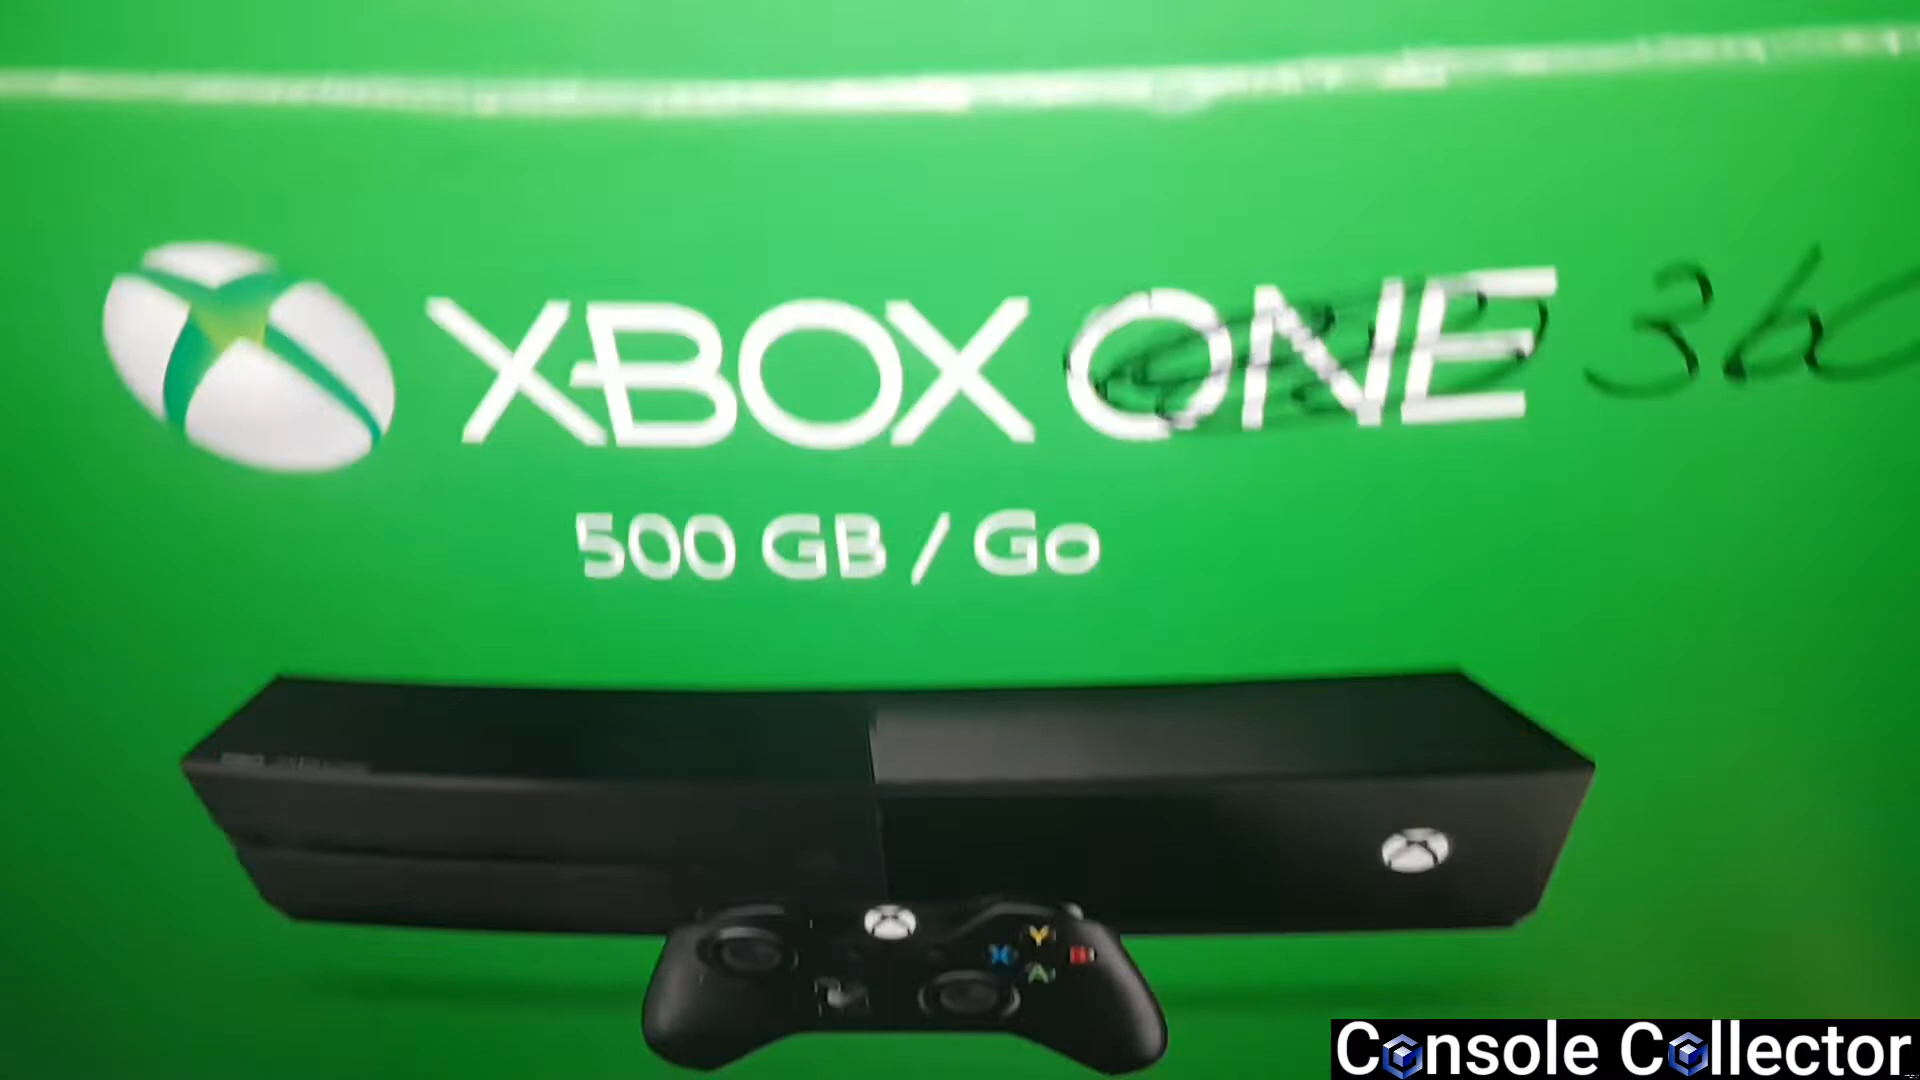 XBOX ONE 360
500 GB / Go
Y
X B
A
Console Collector